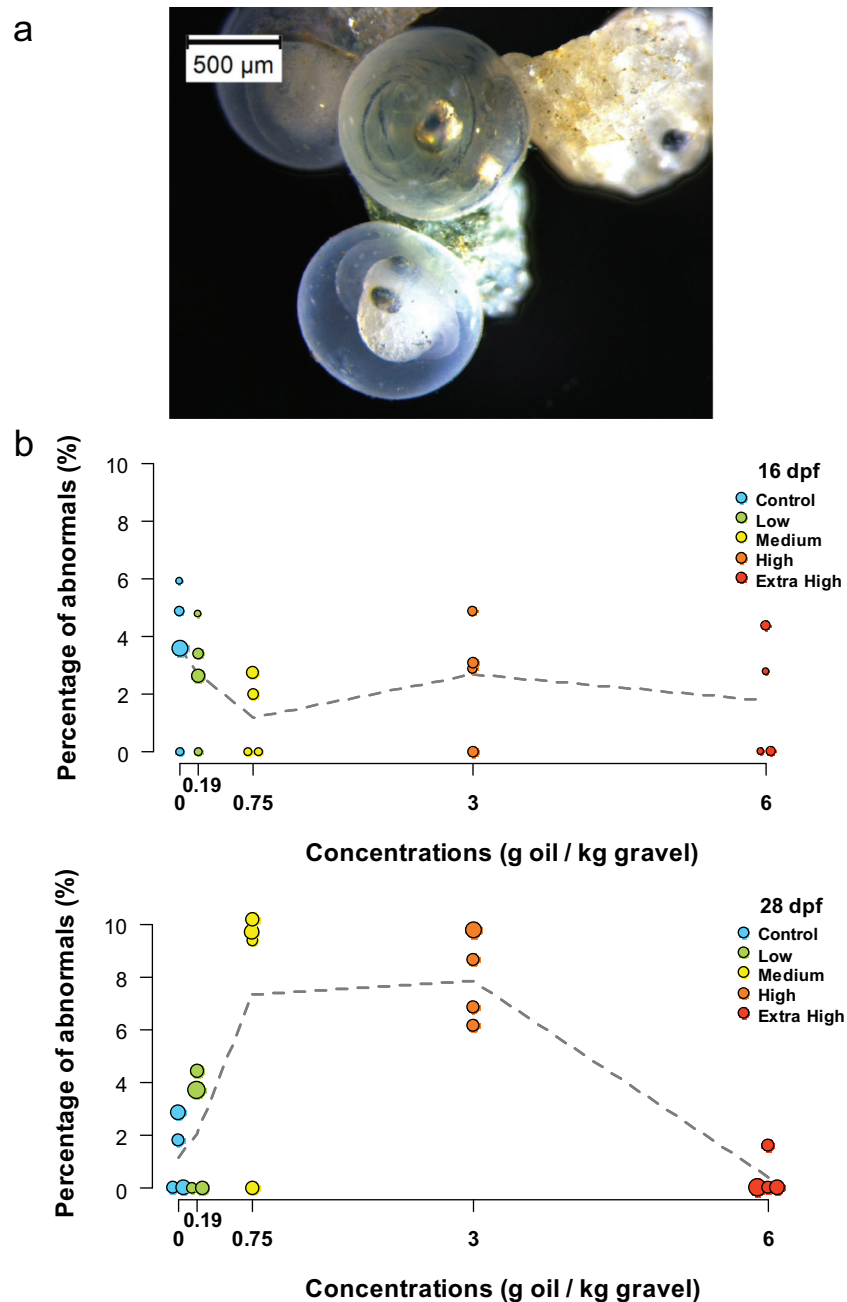 a
500 µm
b
Percentage of abnormals (%)
10
8
6
4
2
0
16 dpf
Control
Low
Medium
High
Extra High
0
0.19
0.75
3
6
Concentrations (g oil / kg gravel)
Percentage of abnormals (%)
10
8
6
4
2
0
28 dpf
Control
Low
Medium
High
Extra High
0
0.19
0.75
3
6
Concentrations (g oil / kg gravel)